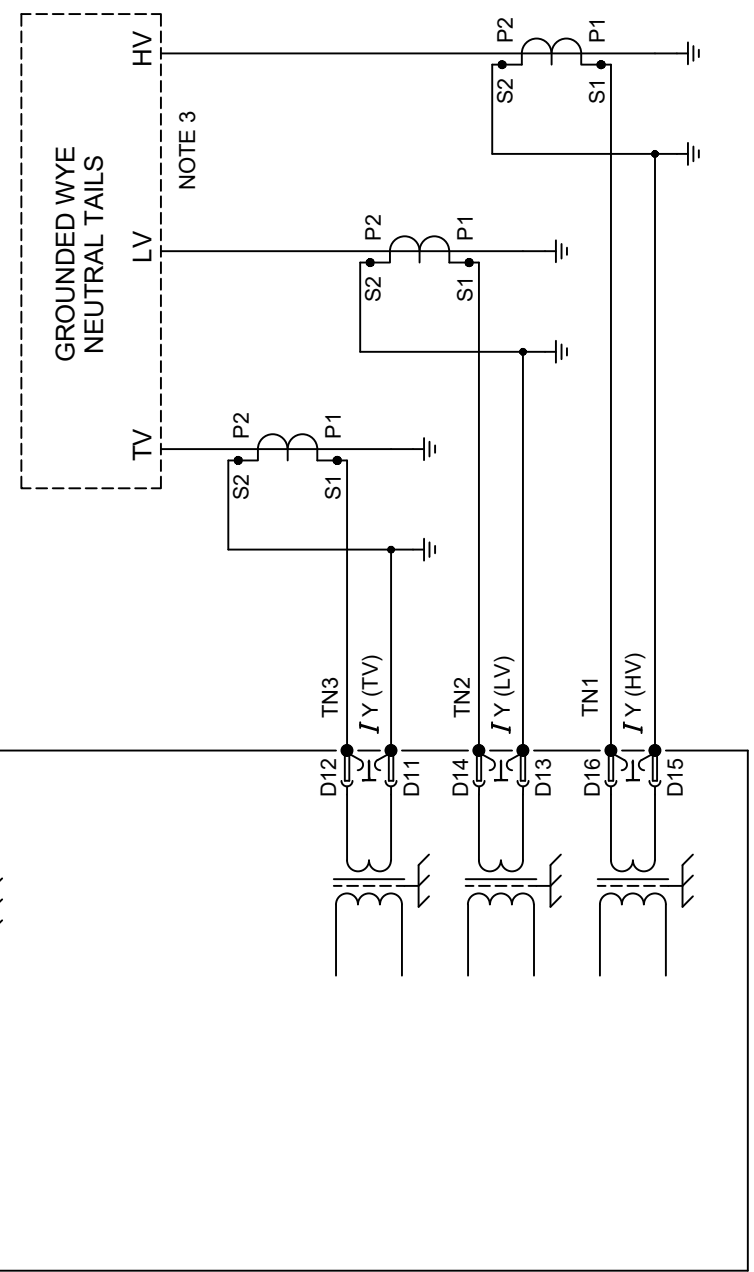 GROUNDED WYE
NEUTRAL TAILS
HV
LV
TV
NOTE 3
P2
P1
S2
S1
P2
P1
S2
S1
P2
P1
S2
S1
TN3
I Y (TV)
TN2
I Y (LV)
TN1
I Y (HV)
D12
D11
D14
D13
D16
D15